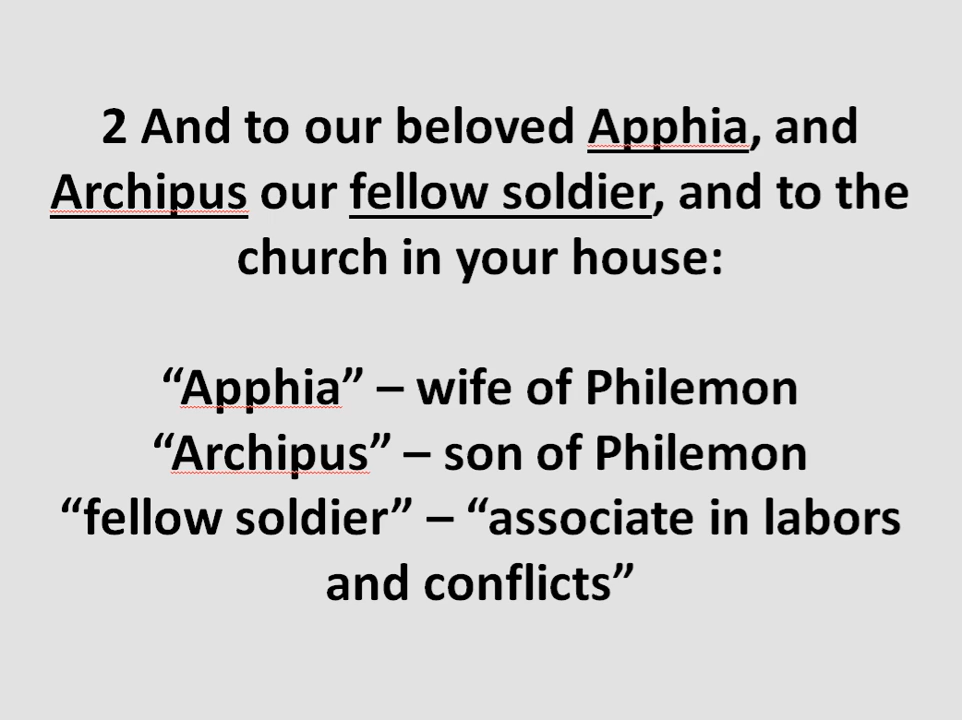 2 And to our beloved Apphia, and
Archipus our fellow soldier, and to the
church in your house:
“Apphia” – wife of Philemon
“Archipus” – son of Philemon
“fellow soldier” – “associate in labors
and conflicts”